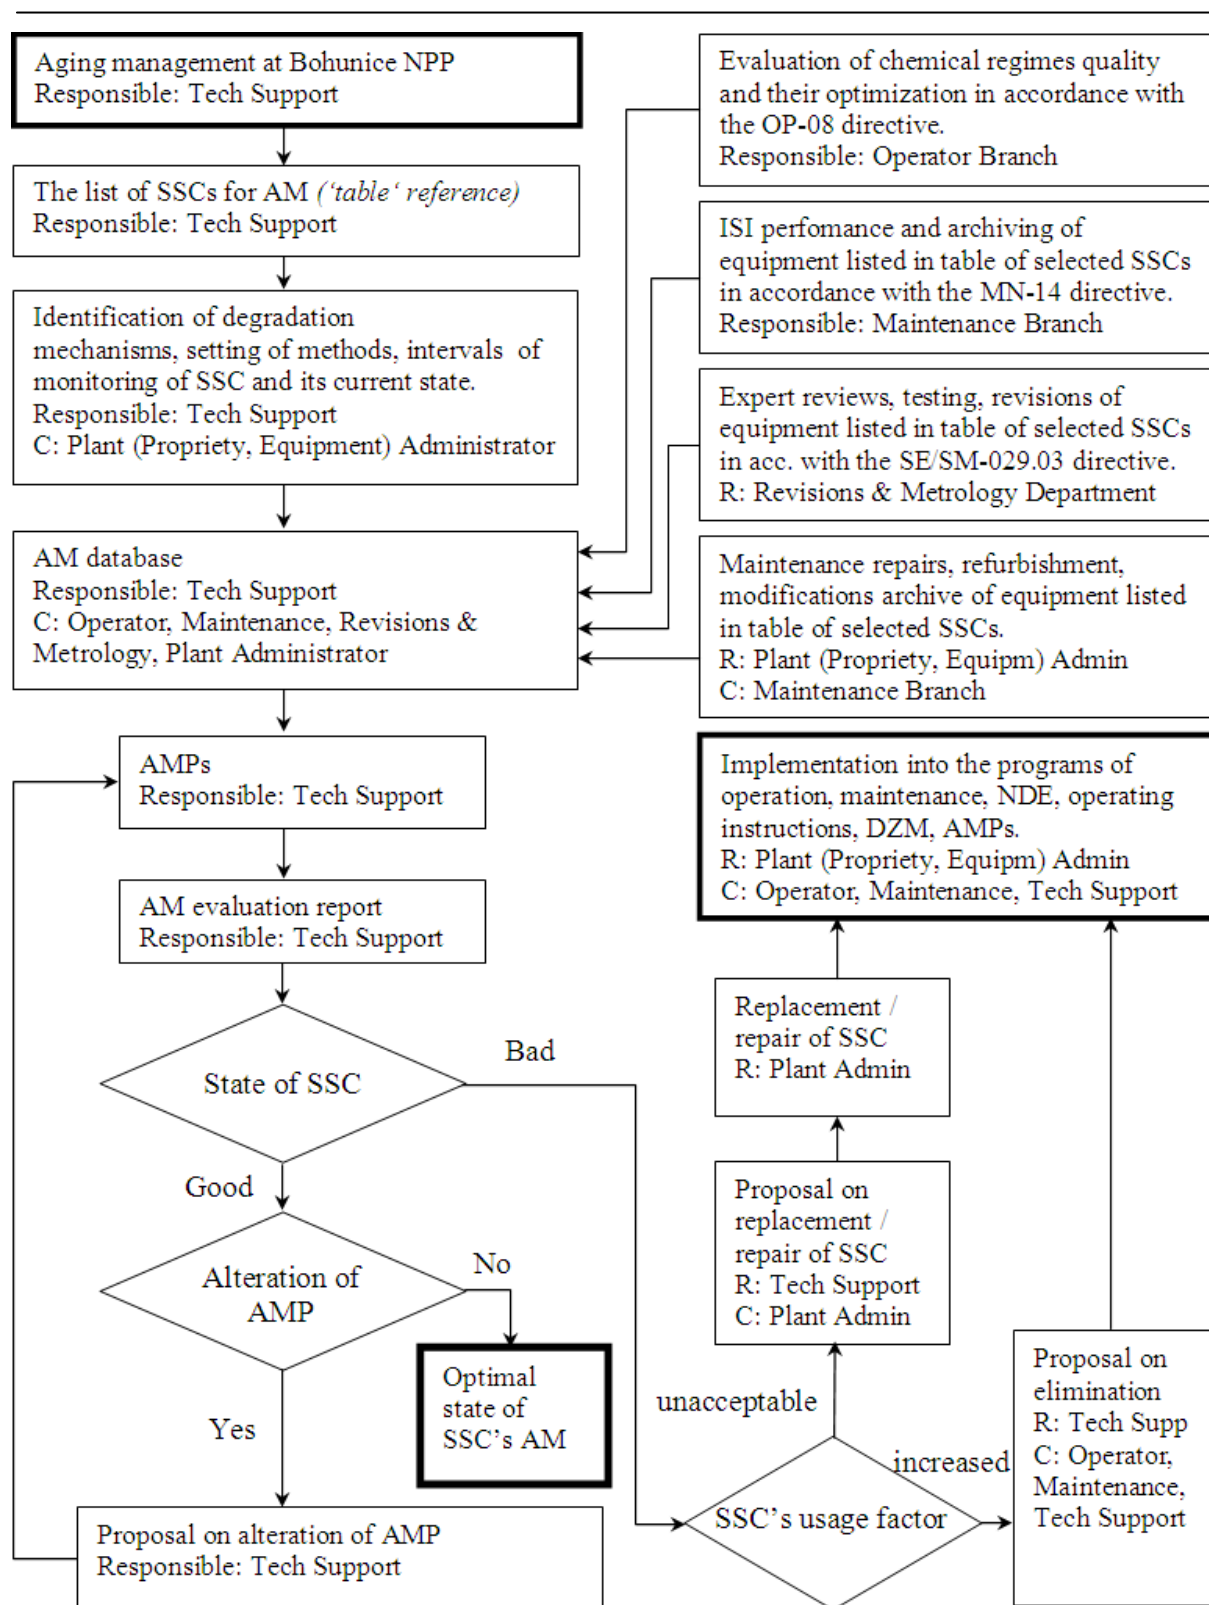 Aging management at Bohunice NPP
Responsible: Tech Support
The list of SSCs for AM (‘table‘ reference)
Responsible: Tech Support
Identification of degradation
mechanisms, setting of methods, intervals of
monitoring of SSC and its current state.
Responsible: Tech Support
C: Plant (Propriety, Equipment) Administrator
AM database
Responsible: Tech Support
C: Operator, Maintenance, Revisions &
Metrology, Plant Administrator
Evaluation of chemical regimes quality
and their optimization in accordance with
the OP-08 directive.
Responsible: Operator Branch
ISI perfomance and archiving of
equipment listed in table of selected SSCs
in accordance with the MN-14 directive.
Responsible: Maintenance Branch
Expert reviews, testing, revisions of
equipment listed in table of selected SSCs
in acc. with the SE/SM-029.03 directive.
R: Revisions & Metrology Department
Maintenance repairs, refurbishment,
modifications archive of equipment listed
in table of selected SSCs.
R: Plant (Propriety, Equipm) Admin
C: Maintenance Branch
AMPs
Responsible: Tech Support
AM evaluation report
Responsible: Tech Support
State of SSC
Bad
Good
Alteration of
AMP
No
Yes
Optimal
state of
SSC’s AM
Proposal on alteration of AMP
Responsible: Tech Support
Implementation into the programs of
operation, maintenance, NDE, operating
instructions, DZM, AMPs.
R: Plant (Propriety, Equipm) Admin
C: Operator, Maintenance, Tech Support
Replacement /
repair of SSC
R: Plant Admin
Proposal on
replacement /
repair of SSC
R: Tech Support
C: Plant Admin
unacceptable
increased
SSC’s usage factor
Proposal on
elimination
R: Tech Supp
C: Operator,
Maintenance,
Tech Support